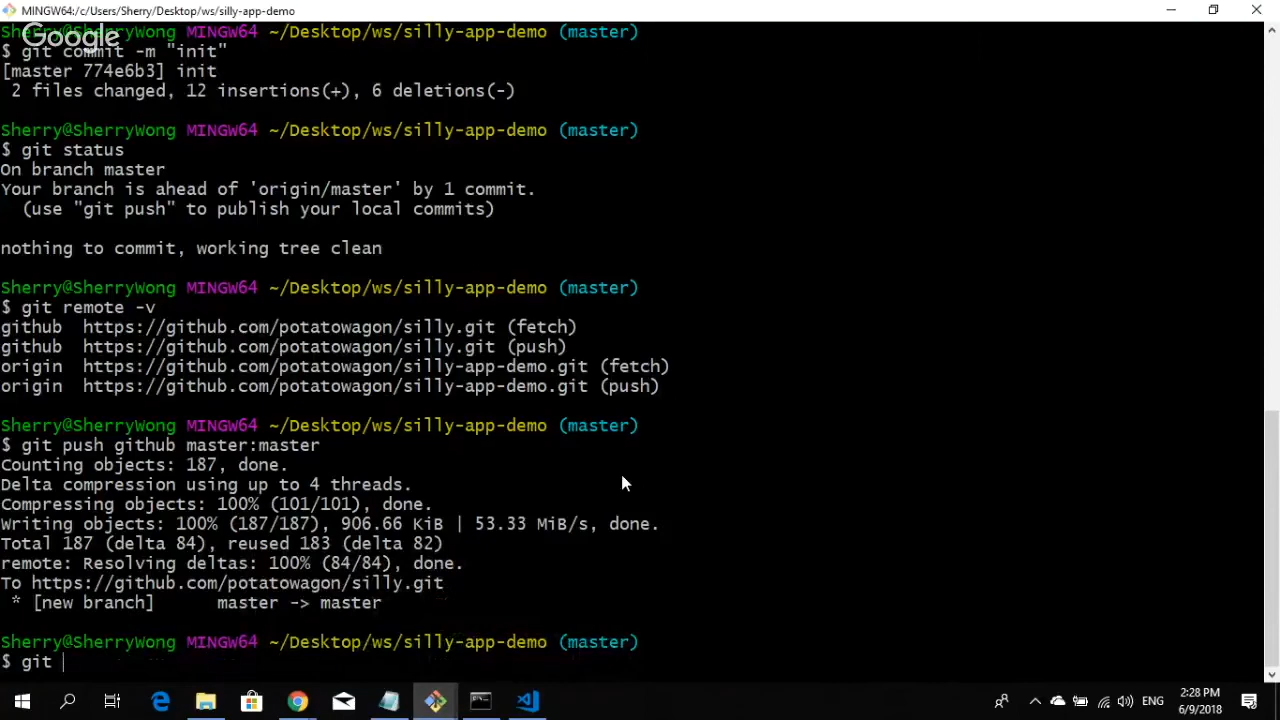 MINGW64:/c/Users/Sherry/Desktop/ws/silly-app-demo
Sherry@SherryWong MINGW64 ~/Desktop/ws/silly-app-demo (master)
Google
$ git commit -m "init"
[master 774e6b3] init
 2 files changed, 12 insertions(+), 6 deletions(-)
Sherry@SherryWong MINGW64 ~/Desktop/ws/silly-app-demo (master)
$ git status
On branch master
Your branch is ahead of 'origin/master' by 1 commit.
  (use "git push" to publish your local commits)
nothing to commit, working tree clean
Sherry@SherryWong MINGW64 ~/Desktop/ws/silly-app-demo (master)
$ git remote -v
github  https://github.com/potatowagon/silly.git (fetch)
github  https://github.com/potatowagon/silly.git (push)
origin  https://github.com/potatowagon/silly-app-demo.git (fetch)
origin  https://github.com/potatowagon/silly-app-demo.git (push)
Sherry@SherryWong MINGW64 ~/Desktop/ws/silly-app-demo (master)
$ git push github master:master
Counting objects: 187, done.
Delta compression using up to 4 threads.
Compressing objects: 100% (101/101), done.
Writing objects: 100% (187/187), 906.66 KiB | 53.33 MiB/s, done.
Total 187 (delta 84), reused 183 (delta 82)
remote: Resolving deltas: 100% (84/84), done.
To https://github.com/potatowagon/silly.git
 * [new branch]      master -> master
Sherry@SherryWong MINGW64 ~/Desktop/ws/silly-app-demo (master)
$ git
ENG
2:28 PM
6/9/2018